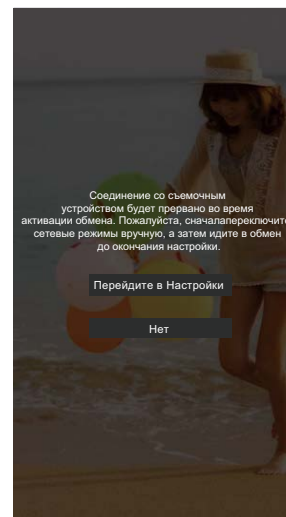 Соединение со съемочным
устройством будет прервано во время
активации обмена. Пожалуйста, сначалапереключите
сетевые режимы вручную, а затем идите в обмен
до окончания настройки.
Перейдите в Настройки
Нет